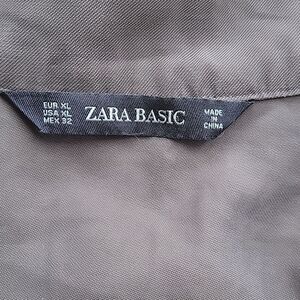 EUR XL
USA XL
MEX 32
ZARA BASIC
MADE
IN
CHINA